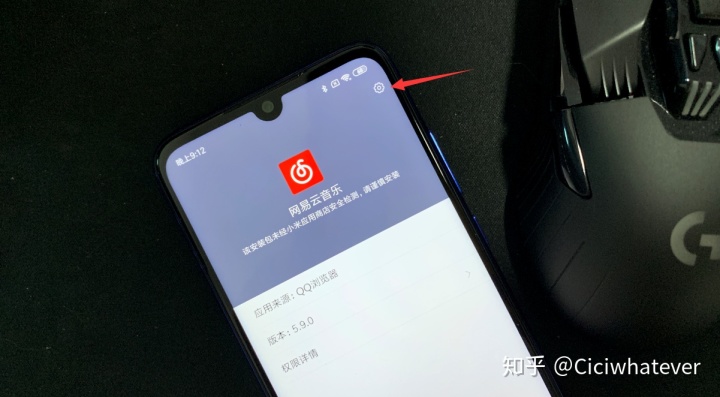 晚上9:12
网易云音乐
该安装包未经小米应用商店安全检测，请谨慎安装
应用来源：QQ浏览器
版本：5.9.0
权限详情
知乎 @Ciciwhatever